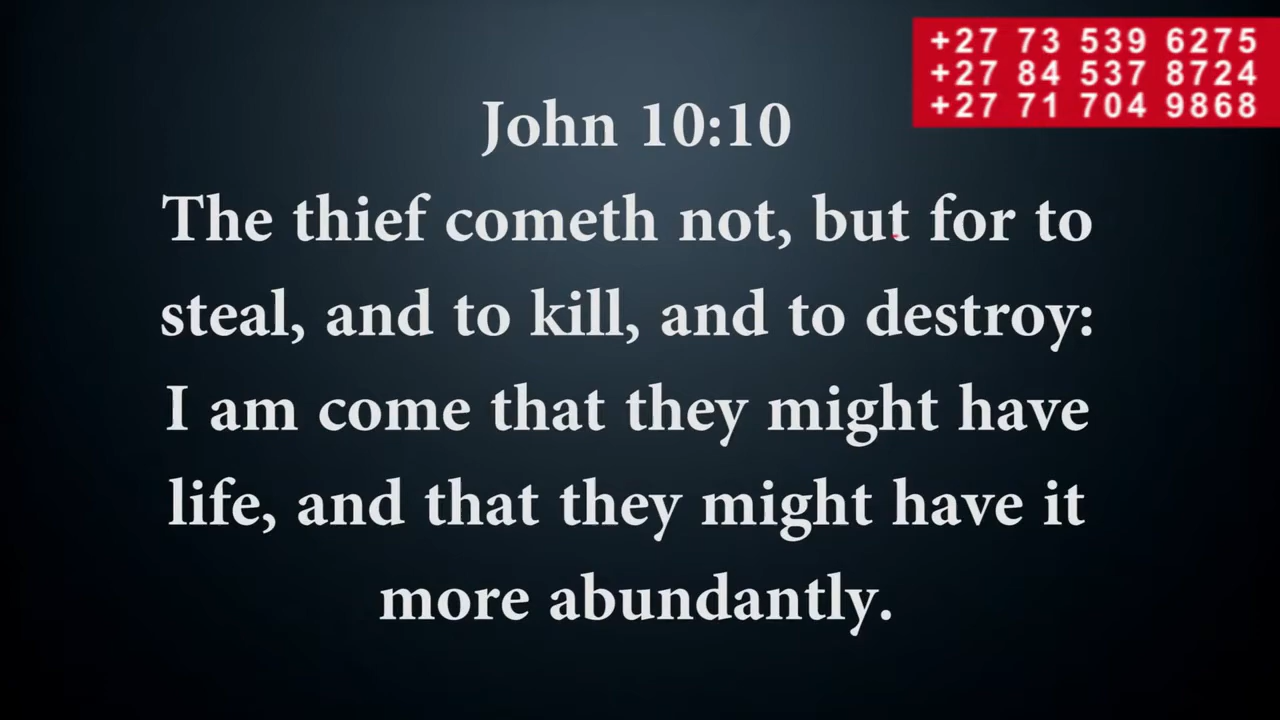 +27 73 539 6275
+27 84 537 8724
+27 71 704 9868
John 10:10
The thief cometh not, but for to
steal, and to kill, and to destroy:
I am come that they might have
life, and that they might have it
more abundantly.